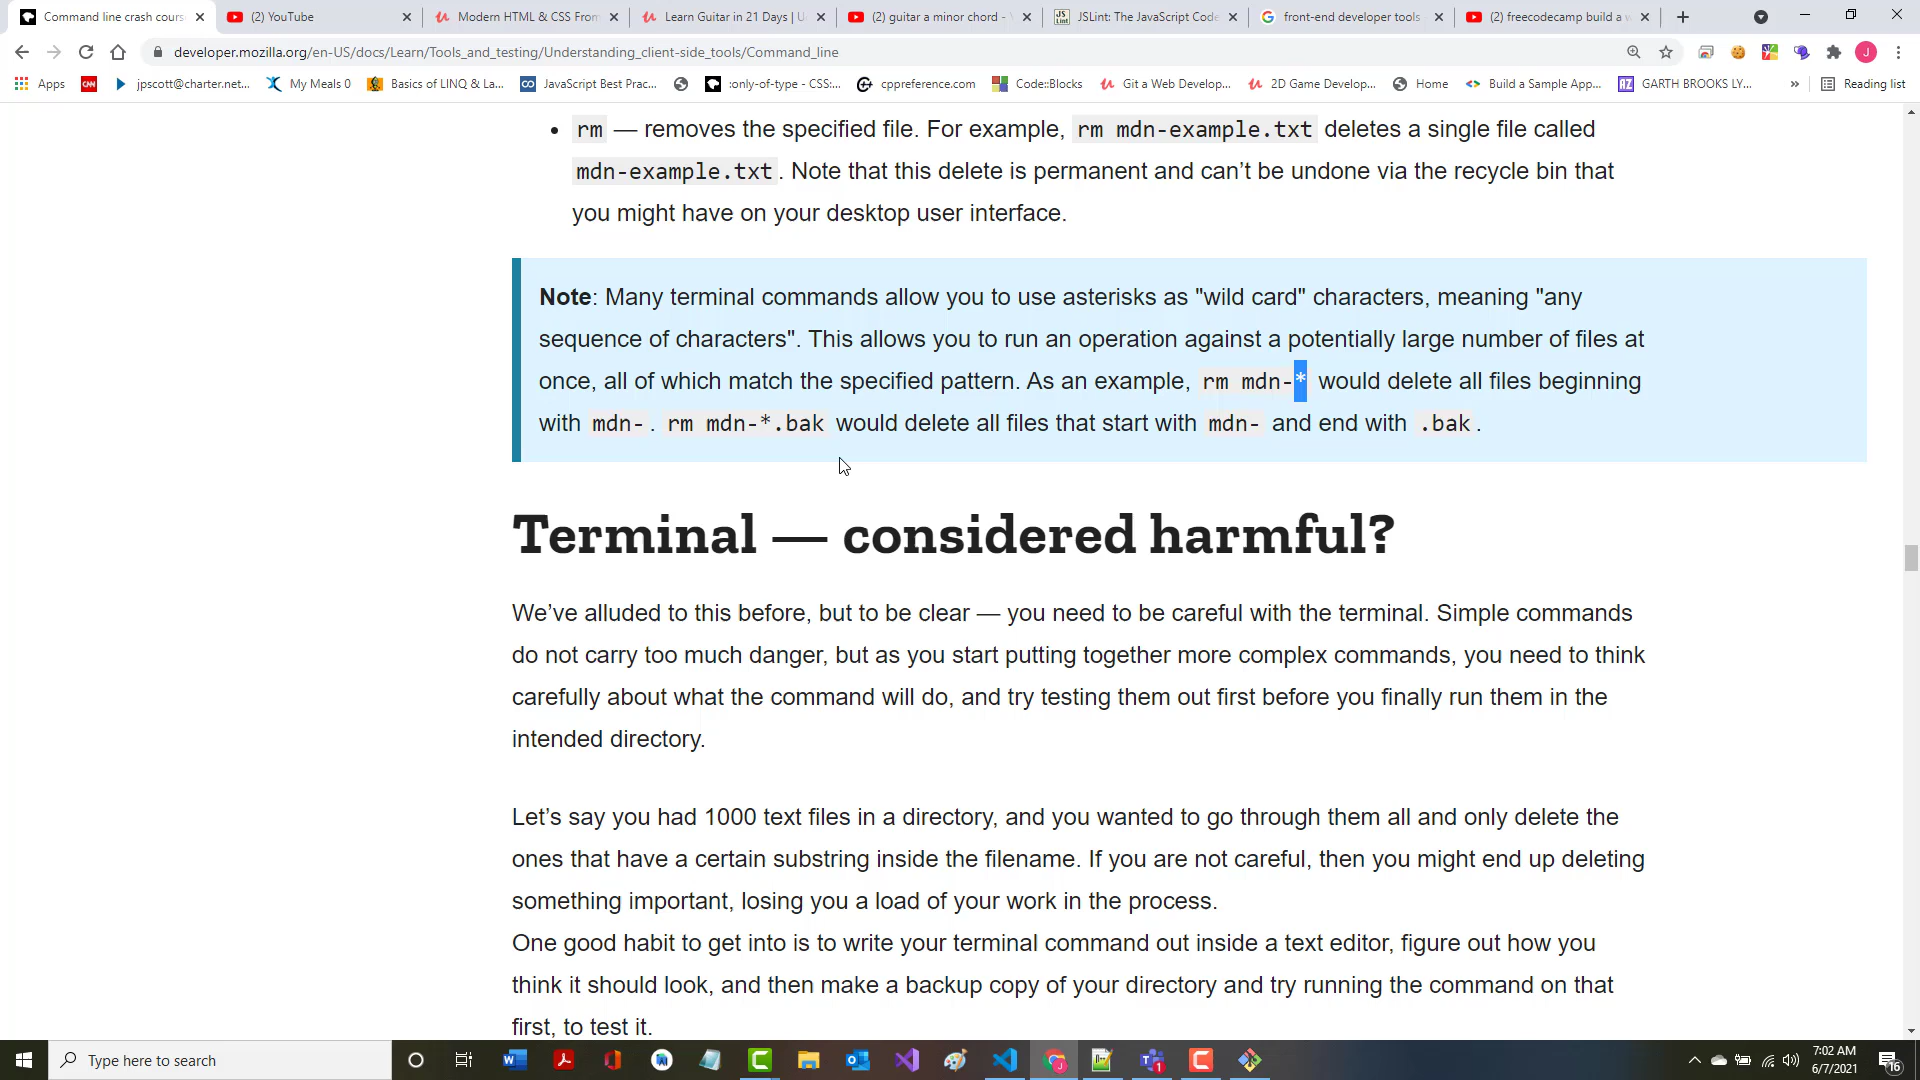 Command line crash cours
(2) YouTube
Modern HTML & CSS From
Learn Guitar in 21 Days | U
(2) guitar a minor chord -
JSLint: The JavaScript Code
front-end developer tools
(2) freecodecamp build a w
developer.mozilla.org/en-US/docs/Learn/Tools_and_testing/Understanding_client-side_tools/Command_line
Apps
CNN
jpscott@charter.net...
My Meals 0
Basics of LINQ & La...
JavaScript Best Prac...
:only-of-type - CSS:...
cppreference.com
Code::Blocks
Git a Web Develop...
2D Game Develop...
Home
Build a Sample App...
GARTH BROOKS LY...
»
Reading list
• rm — removes the specified file. For example, rm mdn-example.txt deletes a single file called
mdn-example.txt. Note that this delete is permanent and can’t be undone via the recycle bin that
you might have on your desktop user interface.
Note: Many terminal commands allow you to use asterisks as "wild card" characters, meaning "any
sequence of characters". This allows you to run an operation against a potentially large number of files at
once, all of which match the specified pattern. As an example, rm mdn-* would delete all files beginning
with mdn-. rm mdn-*.bak would delete all files that start with mdn- and end with .bak.
Terminal — considered harmful?
We’ve alluded to this before, but to be clear — you need to be careful with the terminal. Simple commands
do not carry too much danger, but as you start putting together more complex commands, you need to think
carefully about what the command will do, and try testing them out first before you finally run them in the
intended directory.
Let’s say you had 1000 text files in a directory, and you wanted to go through them all and only delete the
ones that have a certain substring inside the filename. If you are not careful, then you might end up deleting
something important, losing you a load of your work in the process.
One good habit to get into is to write your terminal command out inside a text editor, figure out how you
think it should look, and then make a backup copy of your directory and try running the command on that
first, to test it.
Type here to search
7:02 AM
6/7/2021
16